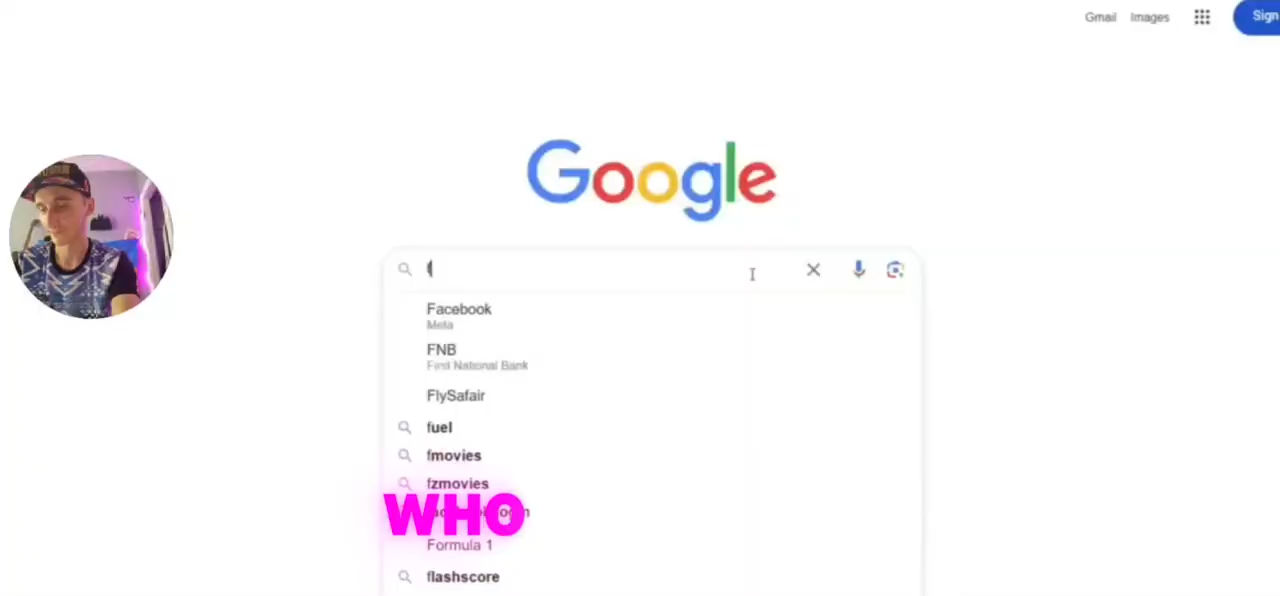 Gmail Images Sign
Google
f
Facebook
Meta
FNB
First National Bank
FlySafair
fuel
fmovies
fzmovies
WHO
Formula 1
flashscore